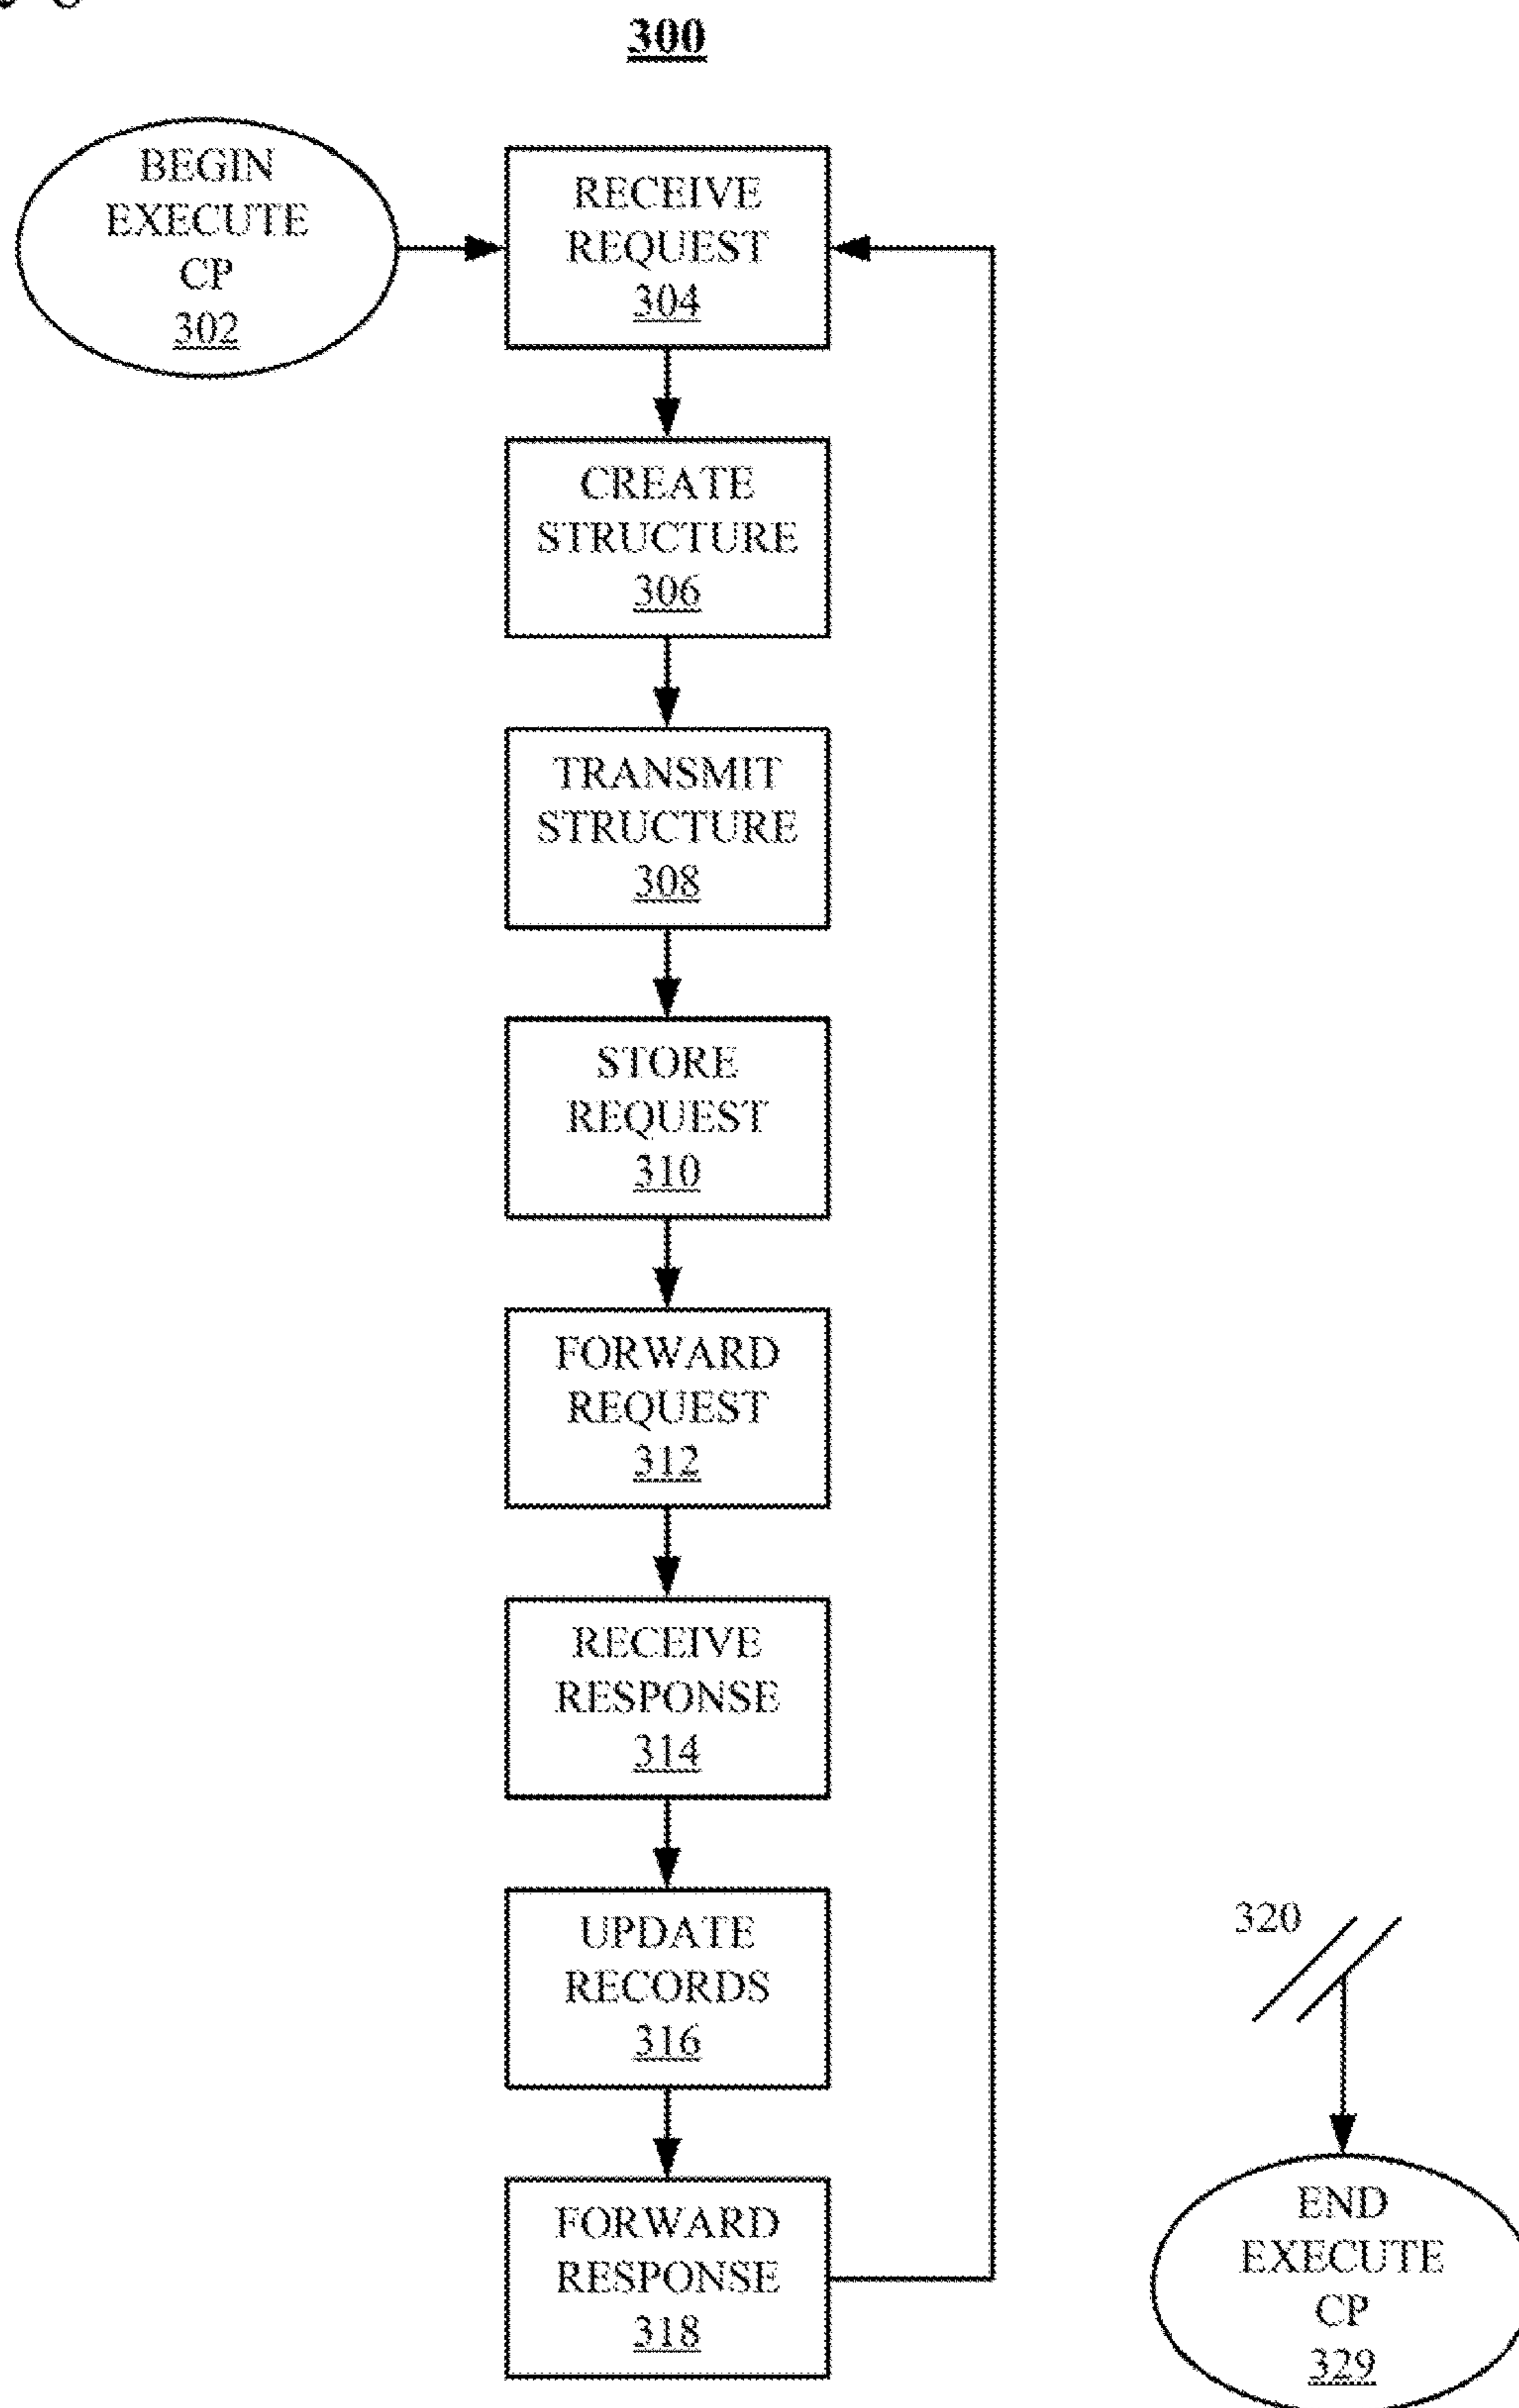 300
BEGIN
EXECUTE
CP
302
RECEIVE
REQUEST
304
CREATE
STRUCTURE
306
TRANSMIT
STRUCTURE
308
STORE
REQUEST
310
FORWARD
REQUEST
312
RECEIVE
RESPONSE
314
UPDATE
RECORDS
316
FORWARD
RESPONSE
318
320
END
EXECUTE
CP
329